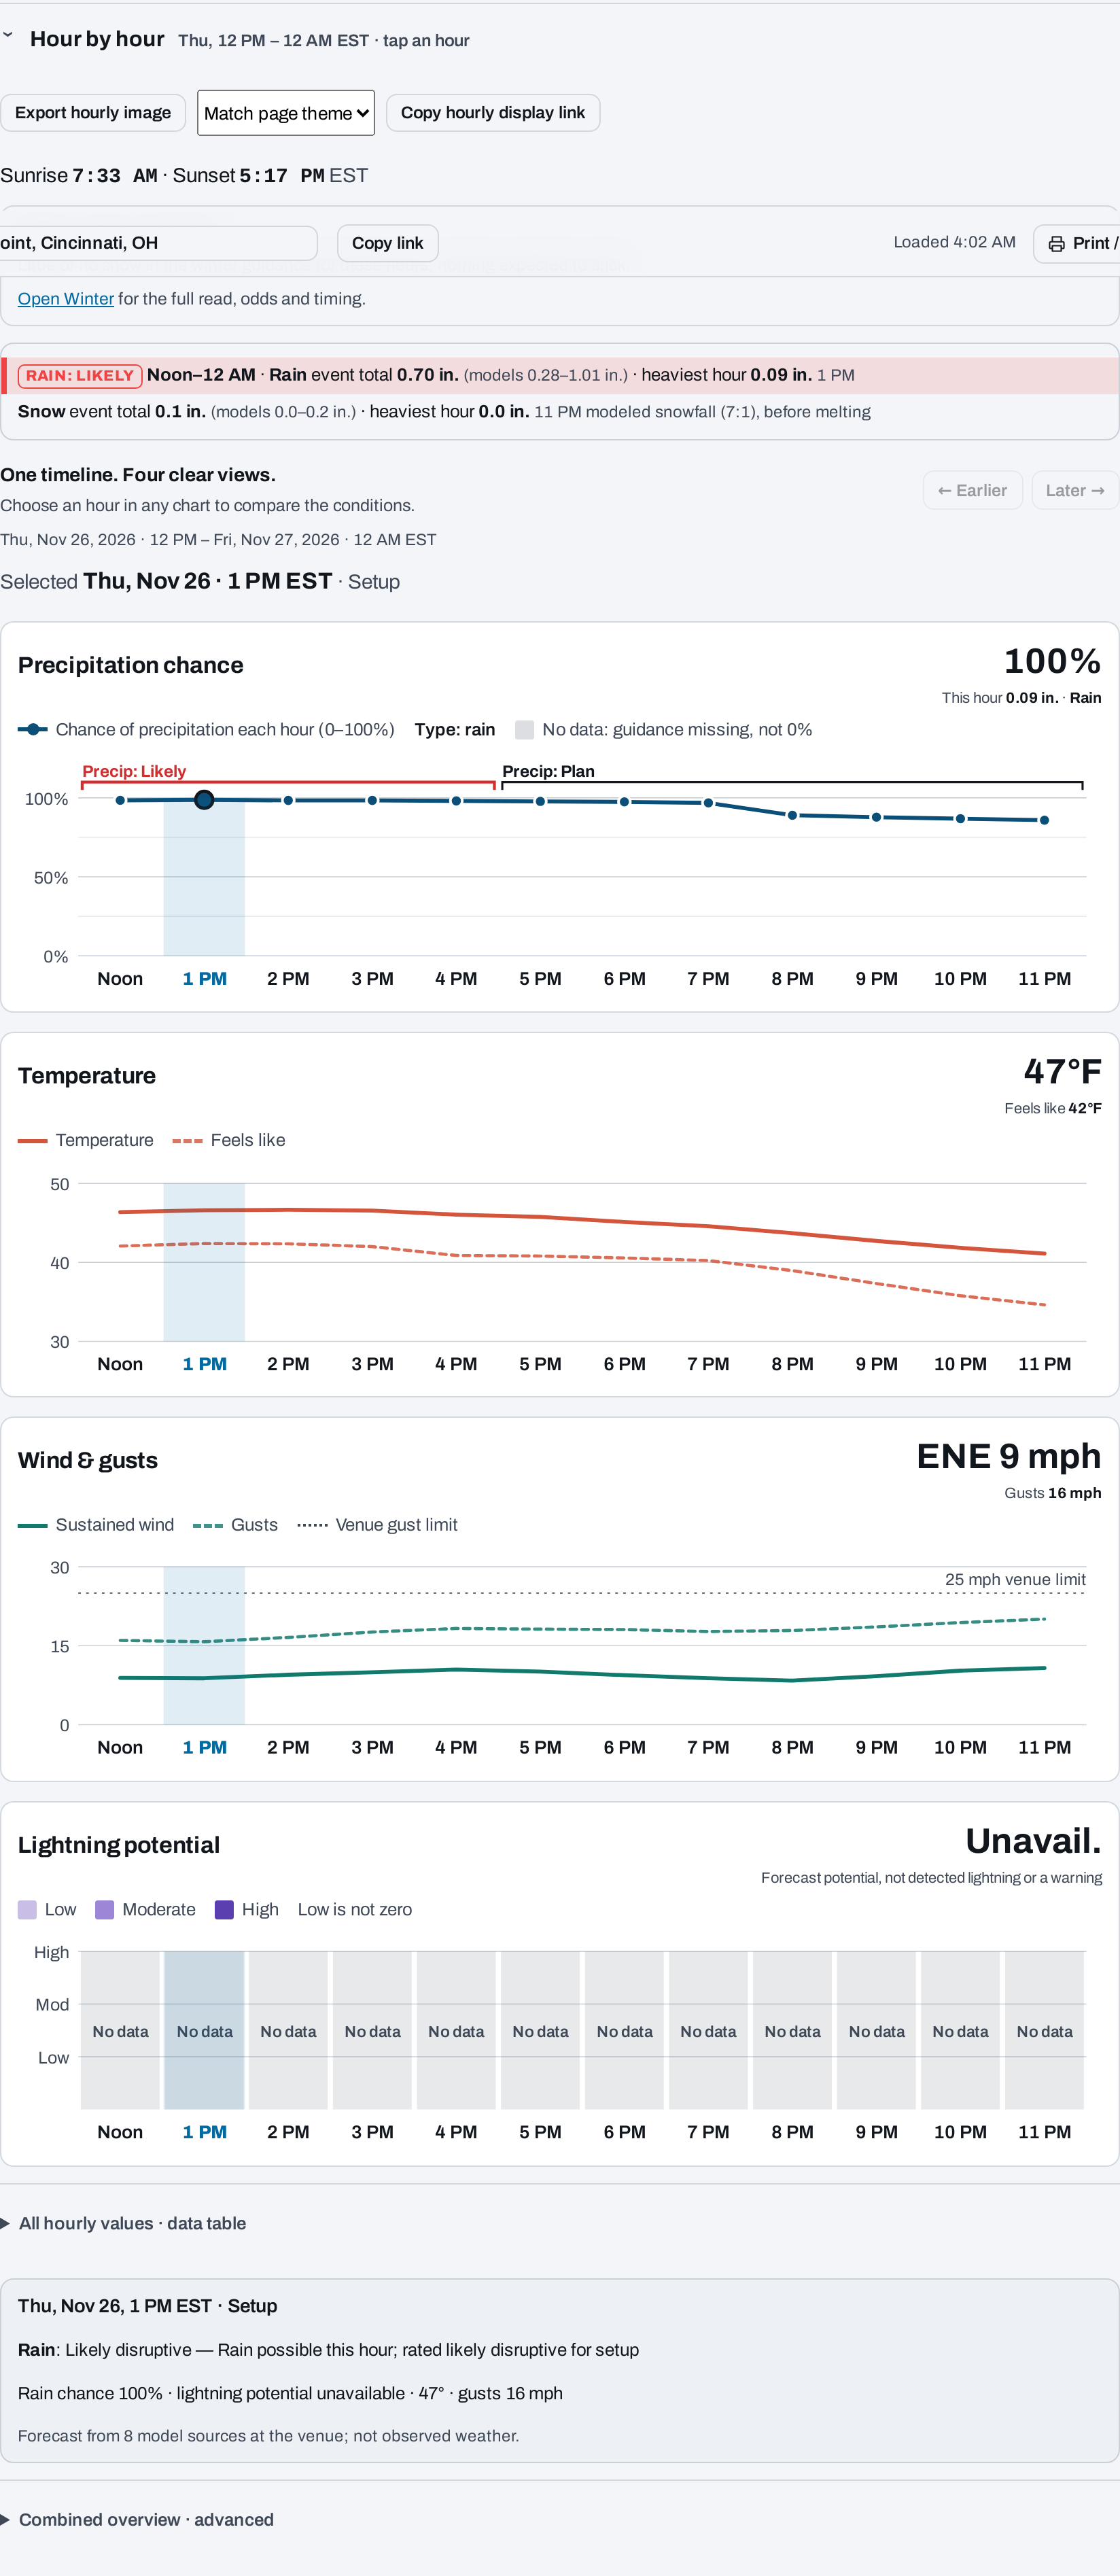 Hour by hour Thu, 12 PM – 12 AM EST · tap an hour
Export hourly image Match page theme Copy hourly display link
Sunrise 7:33 AM · Sunset 5:17 PM EST
oint, Cincinnati, OH Copy link Loaded 4:02 AM Print /
Open Winter for the full read, odds and timing.
RAIN: LIKELY Noon–12 AM · Rain event total 0.70 in. (models 0.28–1.01 in.) · heaviest hour 0.09 in. 1 PM
Snow event total 0.1 in. (models 0.0–0.2 in.) · heaviest hour 0.0 in. 11 PM modeled snowfall (7:1), before melting
One timeline. Four clear views.
Choose an hour in any chart to compare the conditions.
← Earlier Later →
Thu, Nov 26, 2026 · 12 PM – Fri, Nov 27, 2026 · 12 AM EST
Selected Thu, Nov 26 · 1 PM EST · Setup
Precipitation chance 100%
This hour 0.09 in. · Rain
Chance of precipitation each hour (0–100%) Type: rain No data: guidance missing, not 0%
Precip: Likely Precip: Plan
100%
50%
0%
Noon 1 PM 2 PM 3 PM 4 PM 5 PM 6 PM 7 PM 8 PM 9 PM 10 PM 11 PM
Temperature 47°F
Feels like 42°F
Temperature Feels like
50
40
30
Noon 1 PM 2 PM 3 PM 4 PM 5 PM 6 PM 7 PM 8 PM 9 PM 10 PM 11 PM
Wind & gusts ENE 9 mph
Gusts 16 mph
Sustained wind Gusts Venue gust limit
30
25 mph venue limit
15
0
Noon 1 PM 2 PM 3 PM 4 PM 5 PM 6 PM 7 PM 8 PM 9 PM 10 PM 11 PM
Lightning potential Unavail.
Forecast potential, not detected lightning or a warning
Low Moderate High Low is not zero
High
Mod
No data No data No data No data No data No data No data No data No data No data No data No data
Low
Noon 1 PM 2 PM 3 PM 4 PM 5 PM 6 PM 7 PM 8 PM 9 PM 10 PM 11 PM
All hourly values · data table
Thu, Nov 26, 1 PM EST · Setup
Rain: Likely disruptive — Rain possible this hour; rated likely disruptive for setup
Rain chance 100% · lightning potential unavailable · 47° · gusts 16 mph
Forecast from 8 model sources at the venue; not observed weather.
Combined overview · advanced